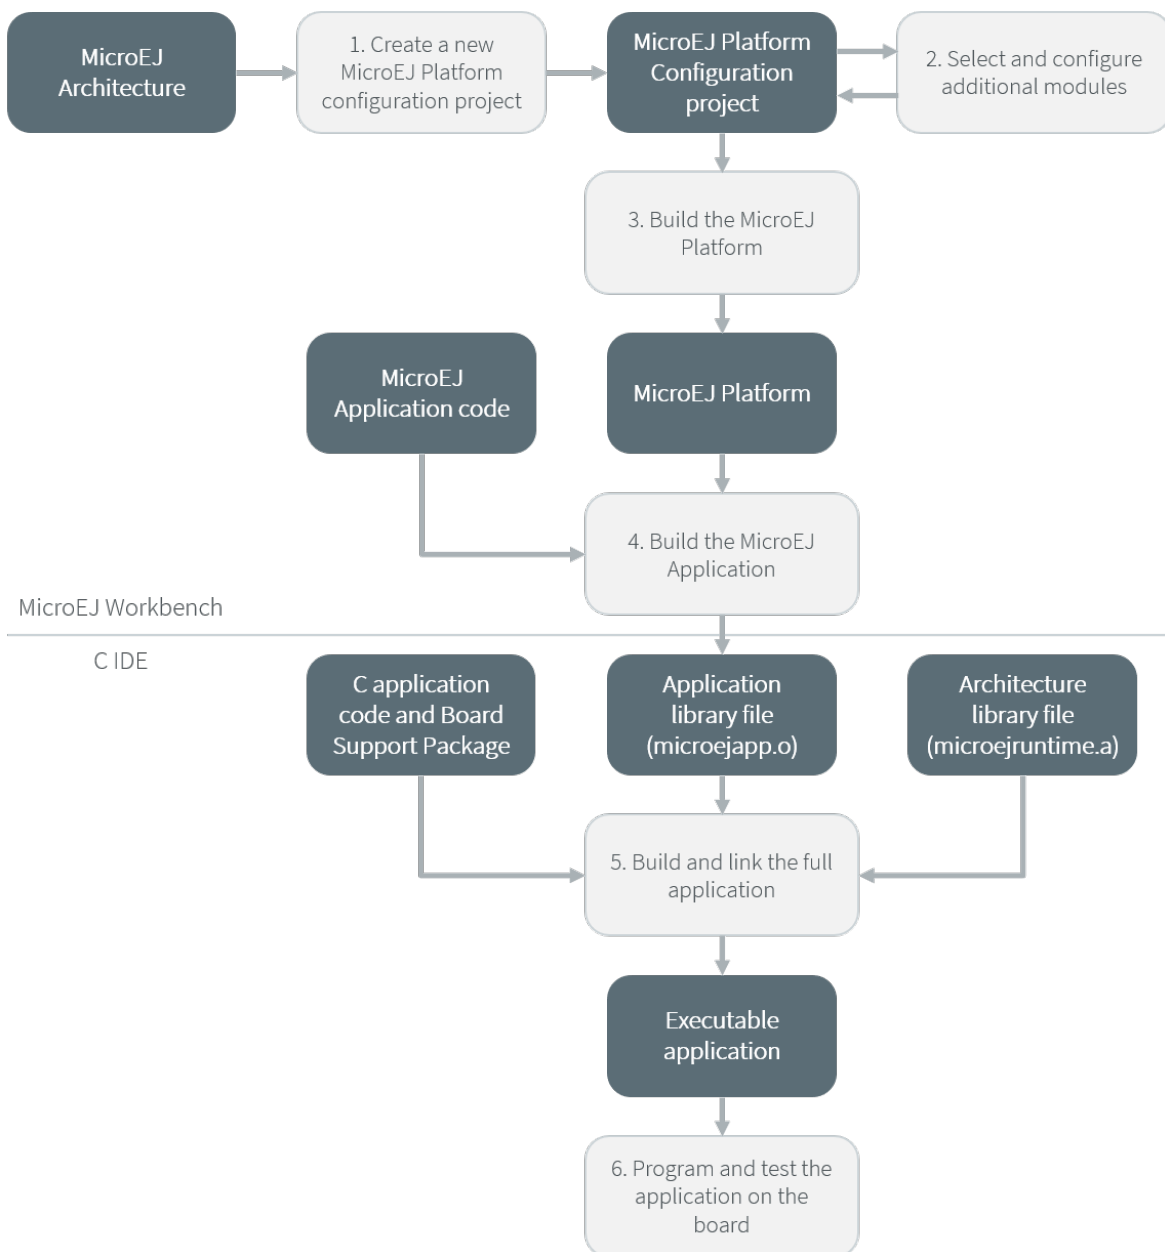 MicroEJ
Architecture
1. Create a new
MicroEJ Platform
configuration project
MicroEJ Platform
Configuration
project
2. Select and configure
additional modules
3. Build the MicroEJ
Platform
MicroEJ
Application code
MicroEJ Platform
4. Build the MicroEJ
Application
MicroEJ Workbench
C IDE
C application
code and Board
Support Package
Application
library file
(microejapp.o)
Architecture
library file
(microejruntime.a)
5. Build and link the full
application
Executable
application
6. Program and test the
application on the
board